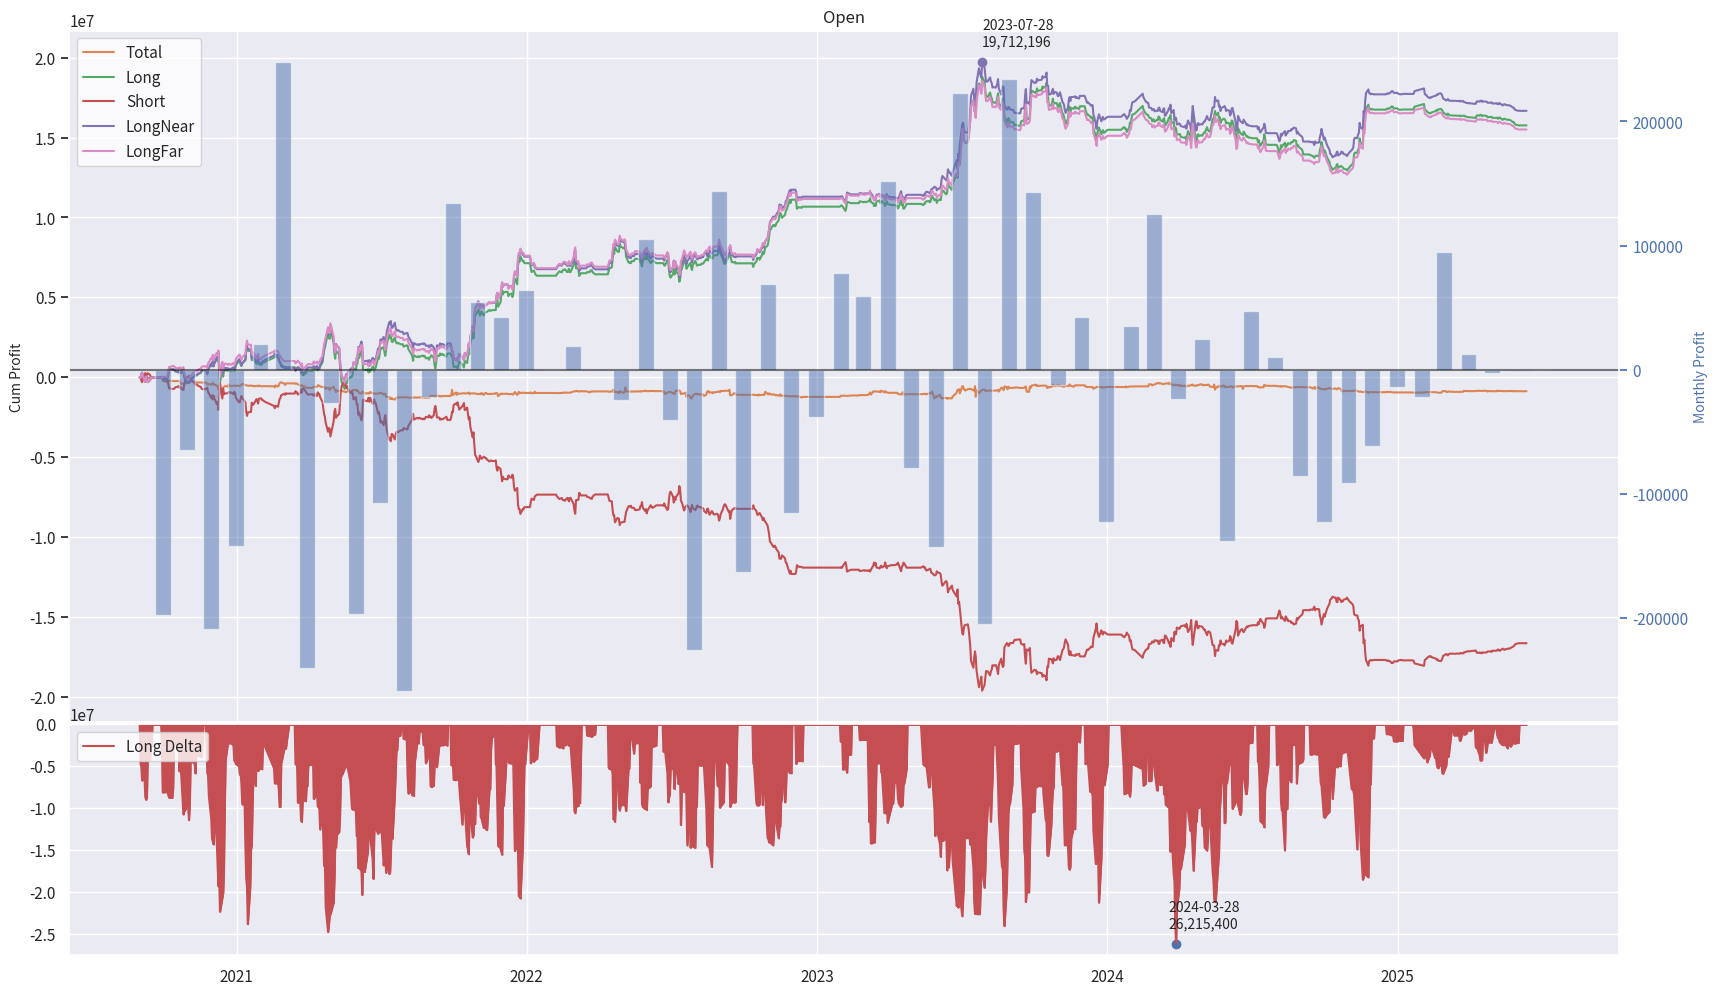 Open
1e7
2023-07-28
19,712,196
Total
Long
Short
LongNear
LongFar
2.0
1.5
1.0
0.5
0.0
-0.5
-1.0
-1.5
-2.0
Cum Profit
200000
100000
0
-100000
-200000
Monthly Profit
1e7
Long Delta
0.0
-0.5
-1.0
-1.5
-2.0
-2.5
2024-03-28
26,215,400
2021
2022
2023
2024
2025